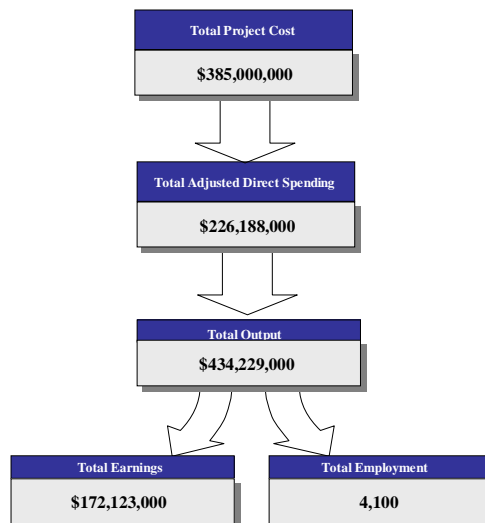 Total Project Cost
$385,000,000
Total Adjusted Direct Spending
$226,188,000
Total Output
$434,229,000
Total Earnings
$172,123,000
Total Employment
4,100